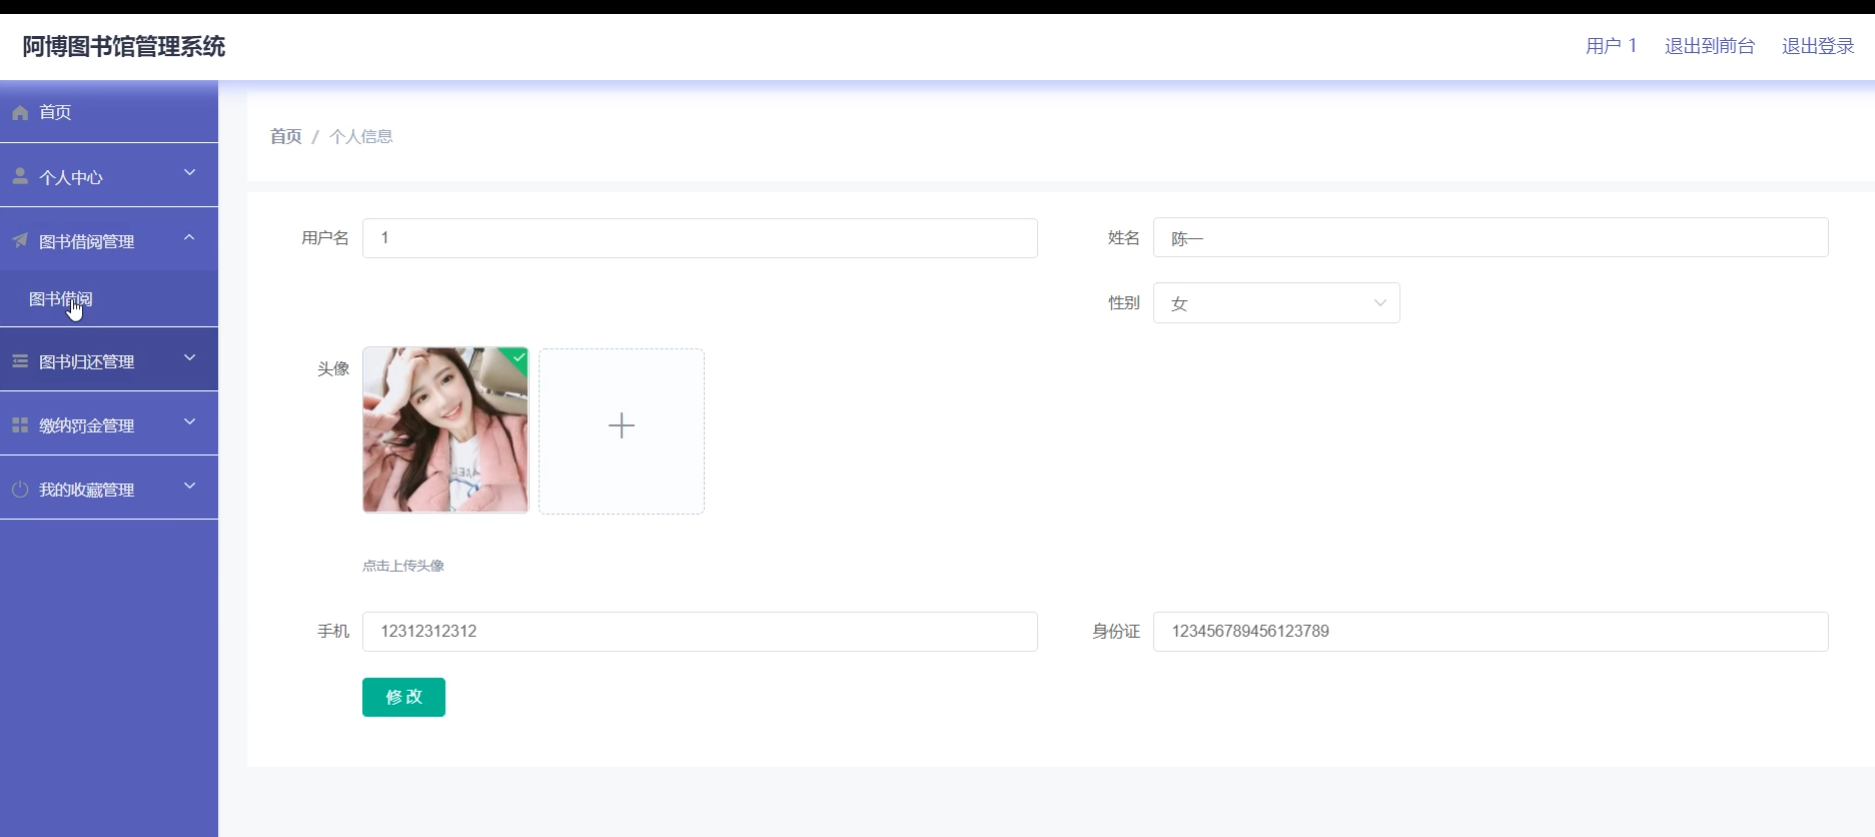 阿博图书馆管理系统
用户 1 退出到前台 退出登录
首页
个人中心
图书借阅管理
图书借阅
图书归还管理
缴纳罚金管理
我的收藏管理
首页 / 个人信息
用户名 1
姓名 陈一
性别 女
头像
点击上传头像
手机 12312312312
身份证 123456789456123789
修改